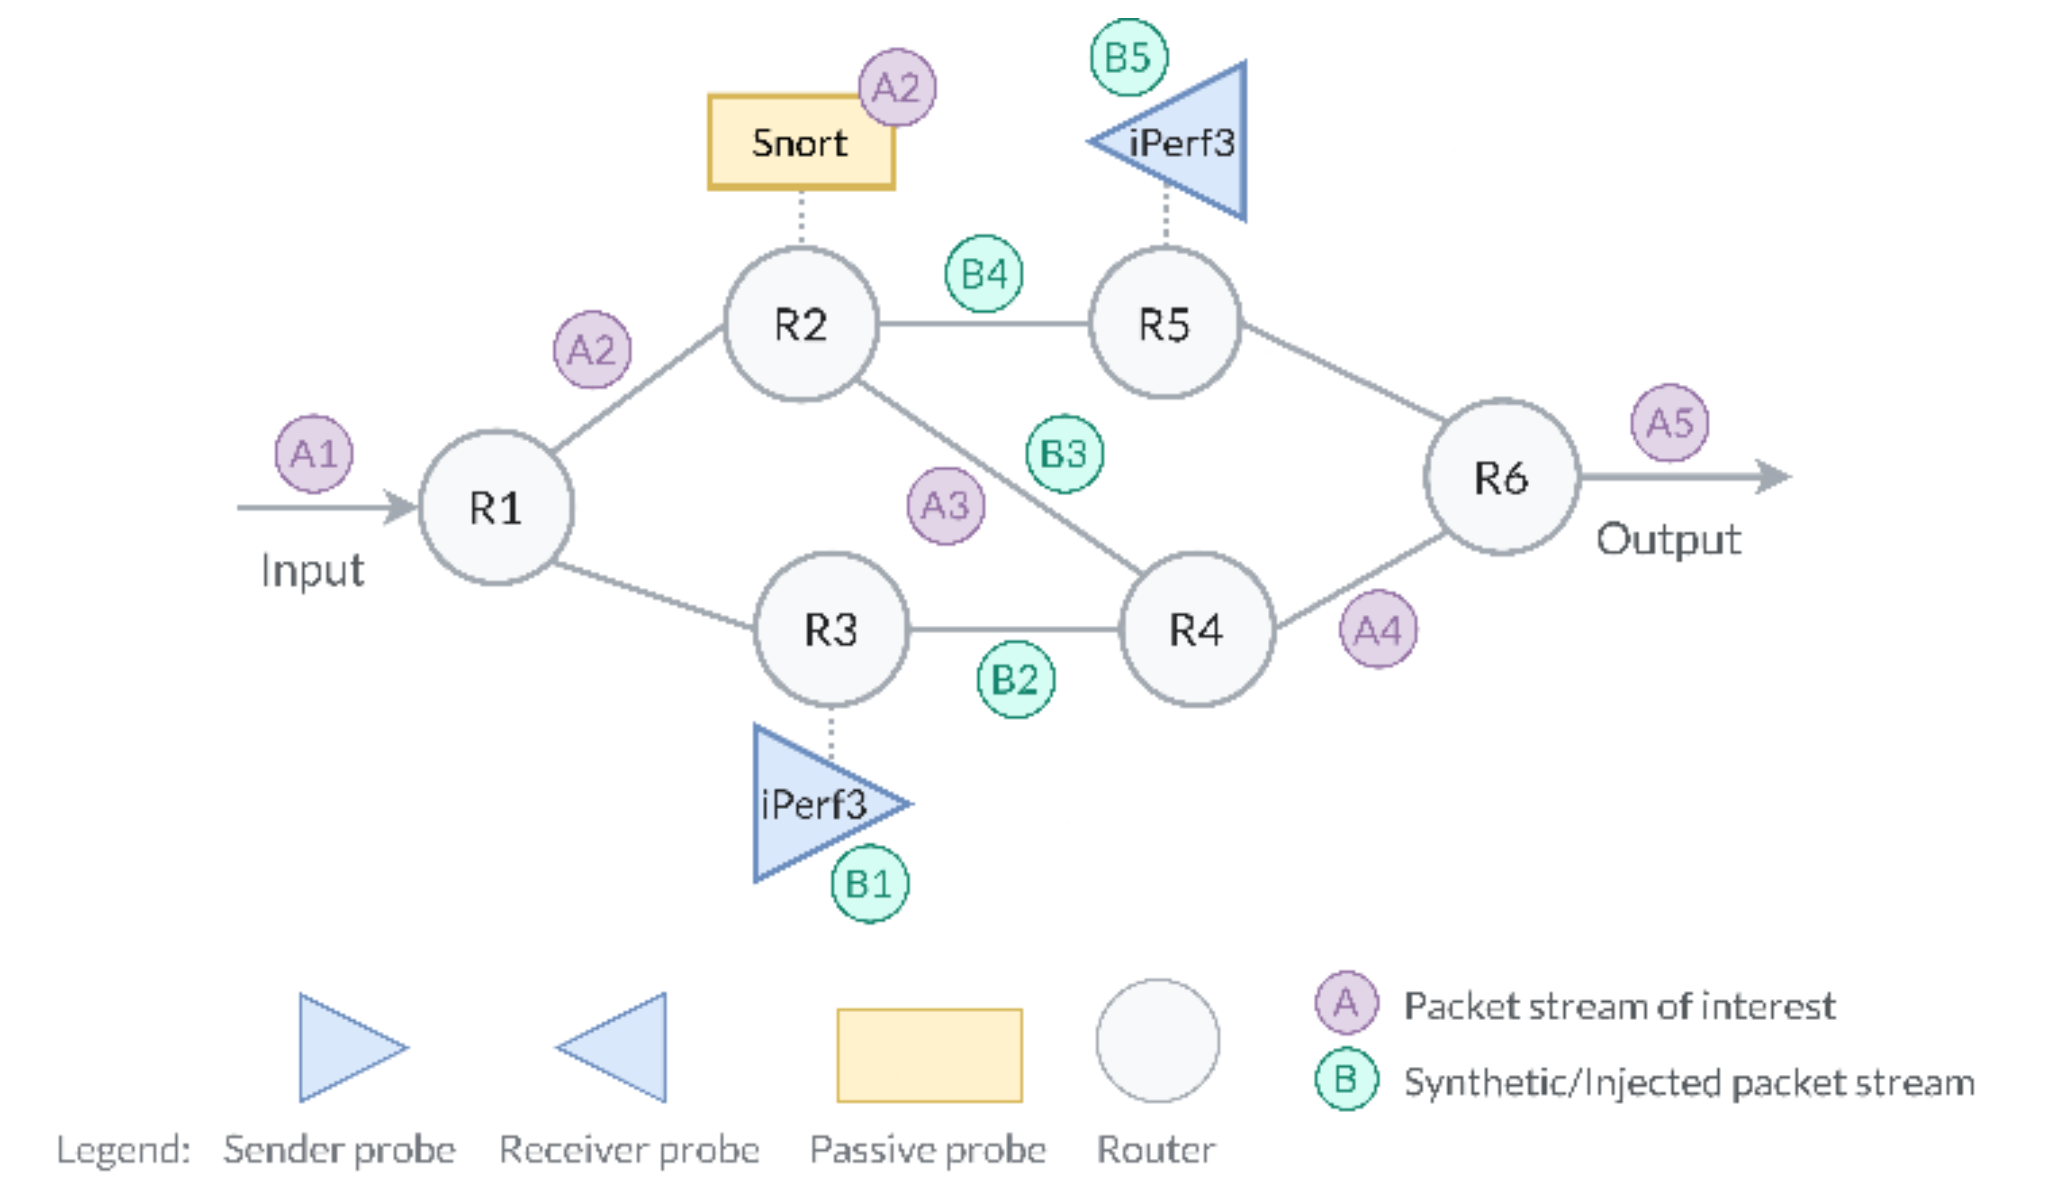 B5
A2
Snort
iPerf3
B4
R2
R5
A2
A1
B3
A5
R1
A3
R6
Input
Output
R3
R4
A4
B2
iPerf3
B1
A Packet stream of interest
B Synthetic/Injected packet stream
Legend: Sender probe Receiver probe Passive probe Router